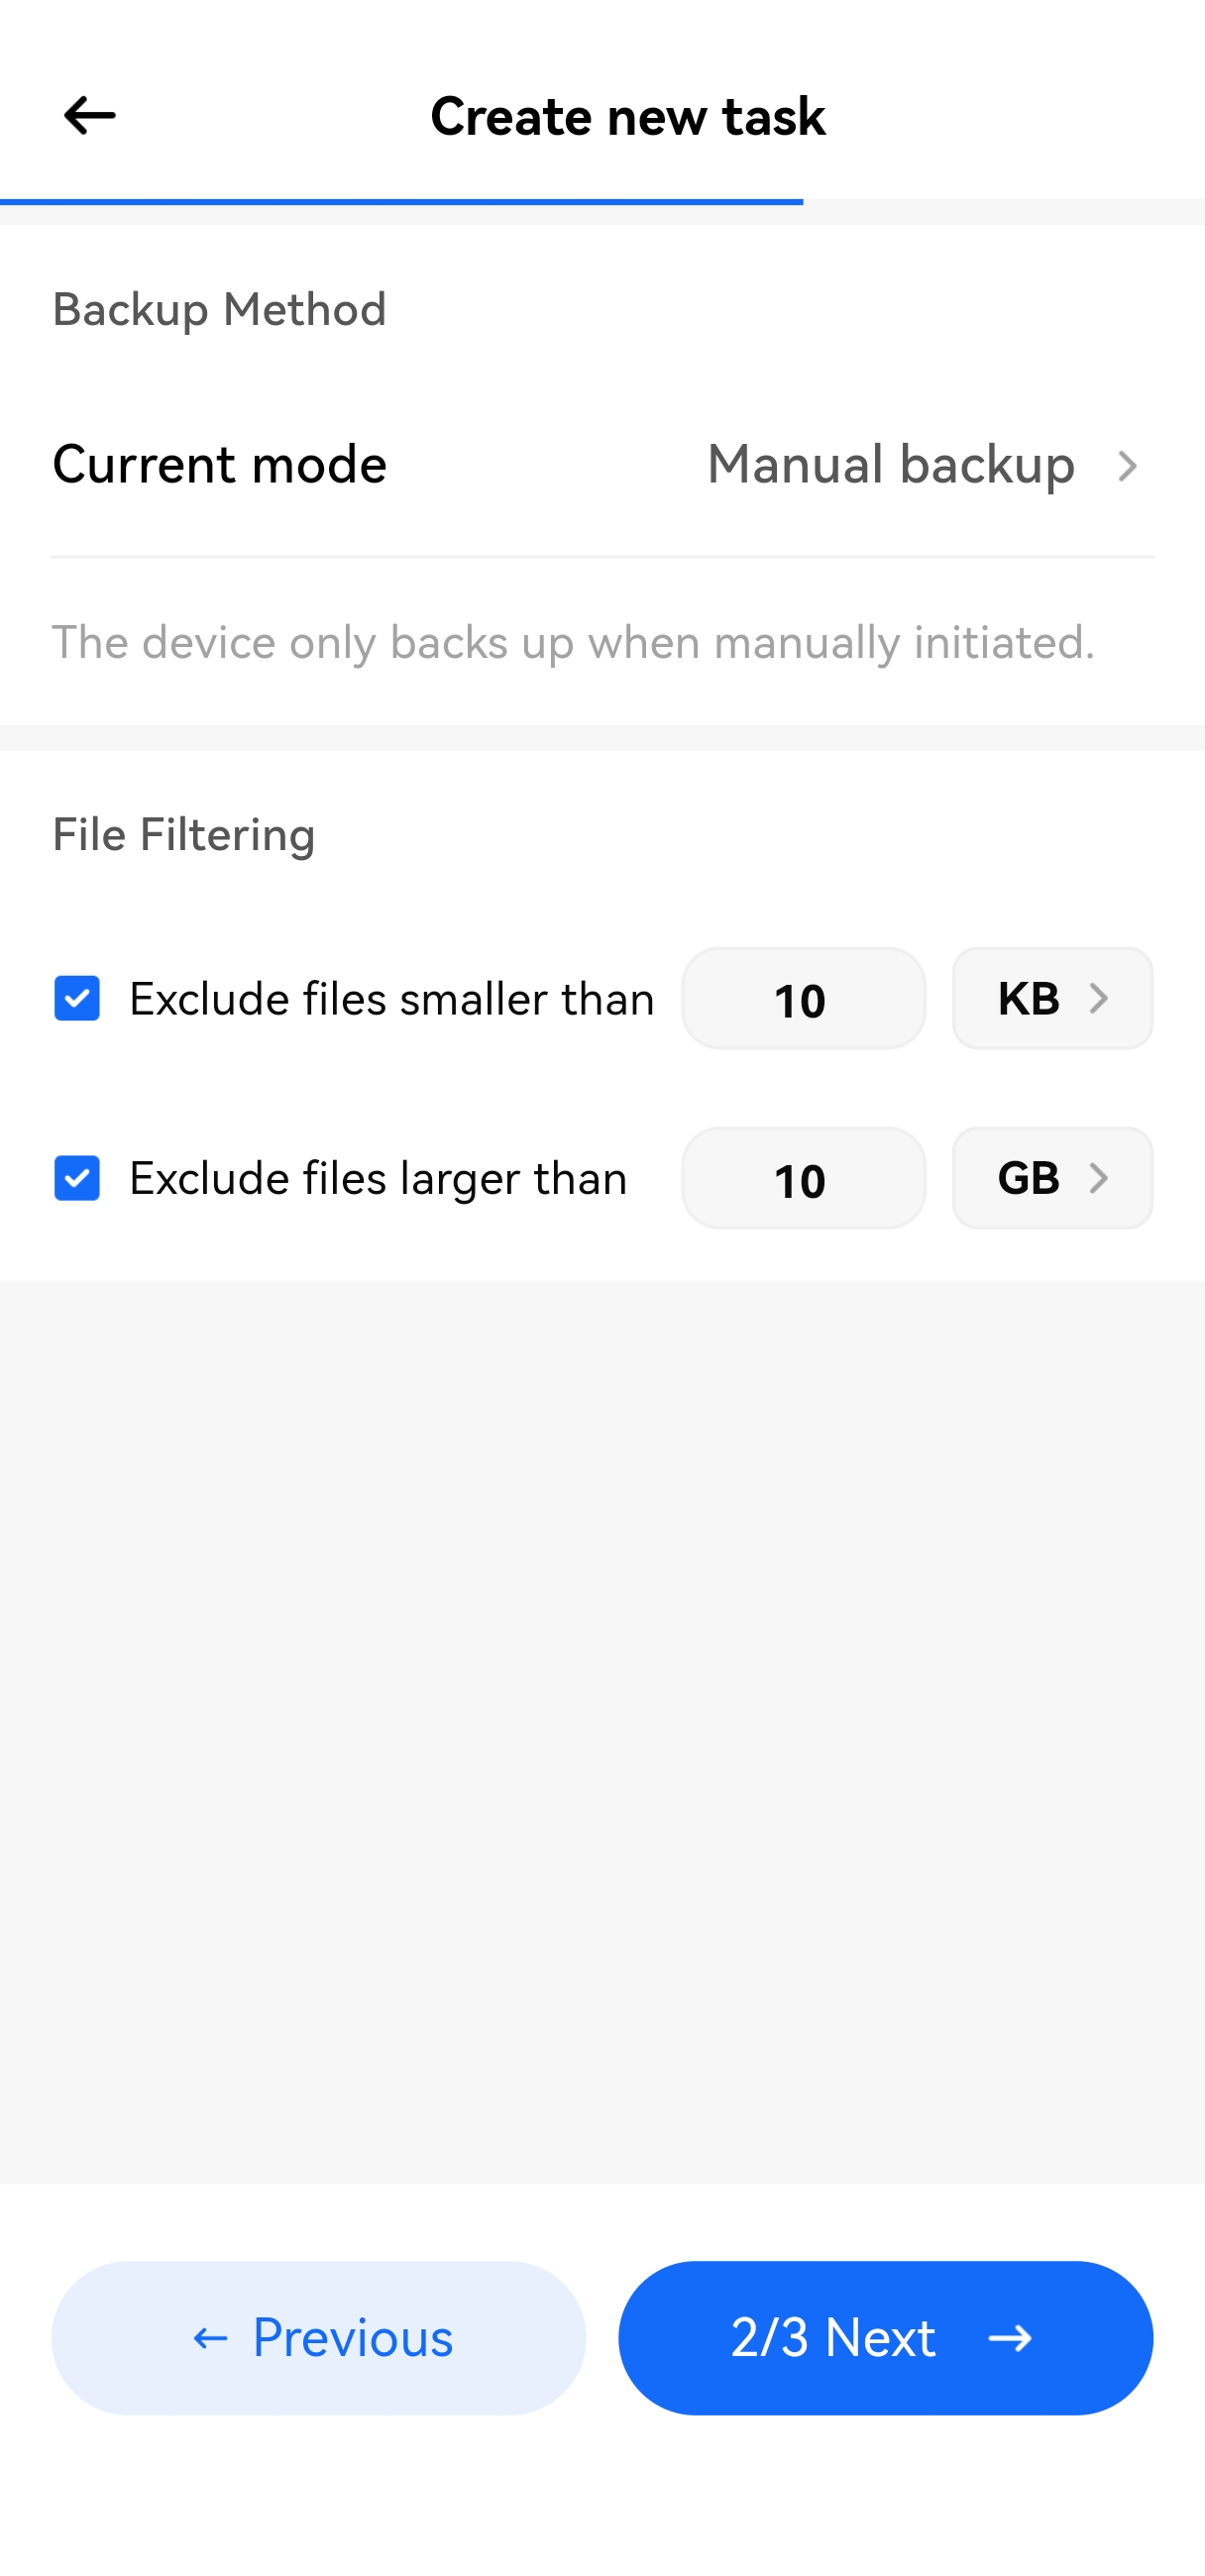 Create new task
Backup Method
Current mode Manual backup
The device only backs up when manually initiated.
File Filtering
Exclude files smaller than 10 KB
Exclude files larger than 10 GB
Previous 2/3 Next